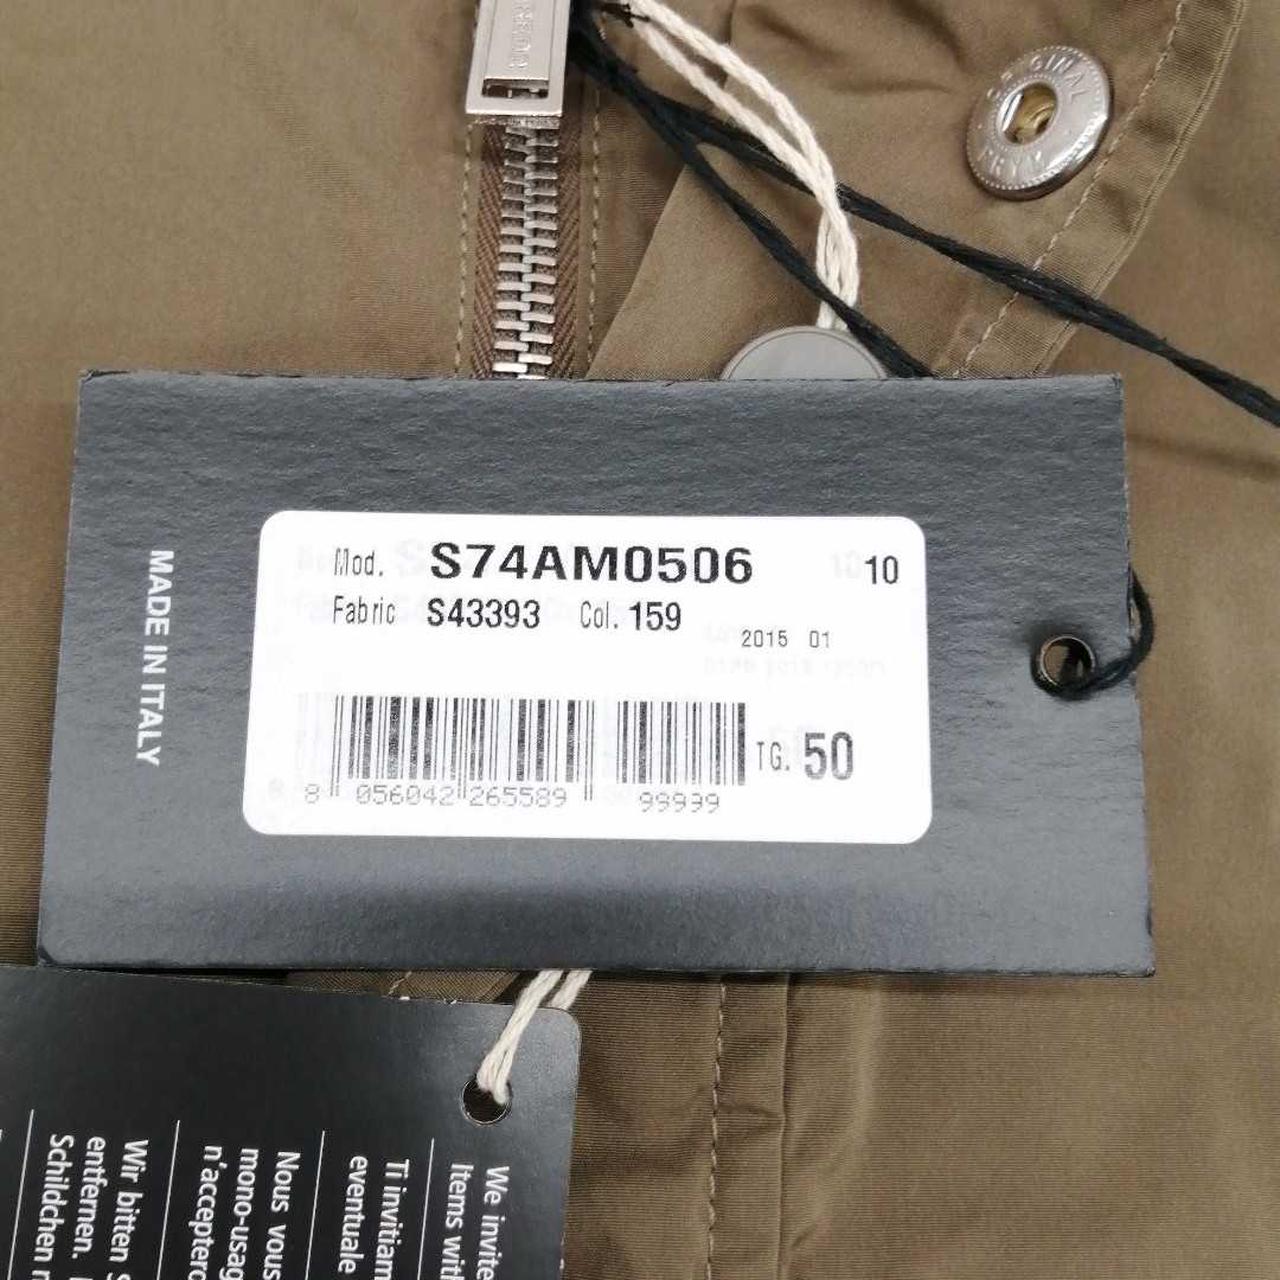 MADE IN ITALY
Mod. S74AM0506 10
Fabric S43393 Col. 159
2015 01
TG. 50
8 056042 265589 99999
We invite
Items with
Ti invitiam
eventuale
Nous vous
mono-usag
n'accepter
Wir bitten S
entfernen.
Schildchen